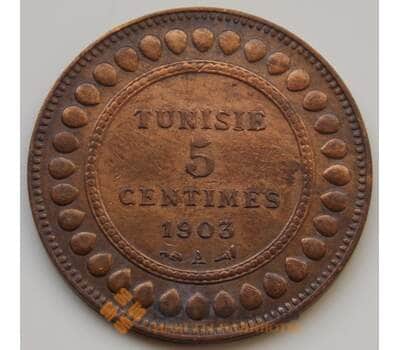 TUNISIE
5
CENTIMES
1903
A